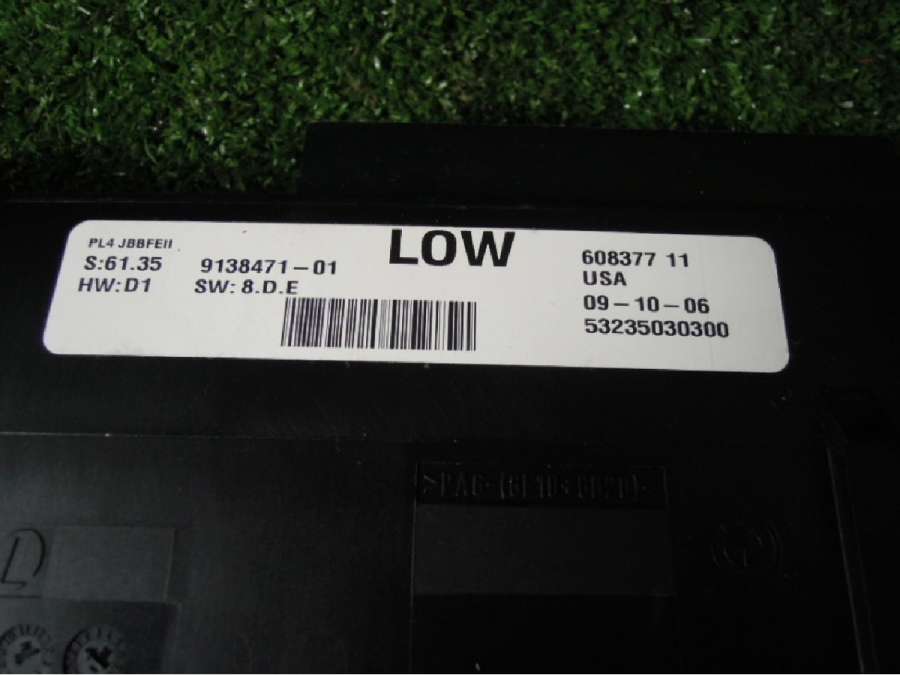 PL4 JBBFEII
LOW
S:61.35 9138471-01
HW:D1 SW: 8.D.E
608377 11
USA
09-10-06
53235030300